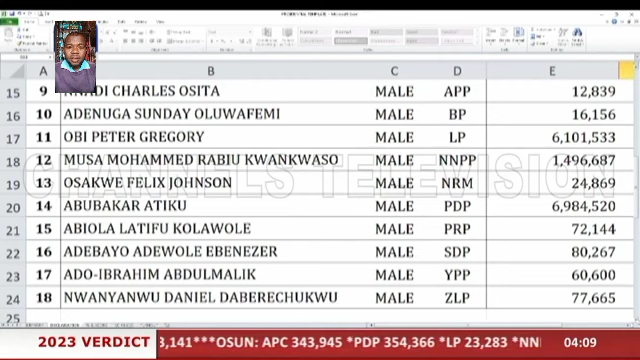 A B C D E
15 9 NNADI CHARLES OSITA MALE APP 12,839
16 10 ADENUGA SUNDAY OLUWAFEMI MALE BP 16,156
17 11 OBI PETER GREGORY MALE LP 6,101,533
18 12 MUSA MOHAMMED RABIU KWANKWASO MALE NNPP 1,496,687
19 13 OSAKWE FELIX JOHNSON MALE NRM 24,869
20 14 ABUBAKAR ATIKU MALE PDP 6,984,520
21 15 ABIOLA LATIFU KOLAWOLE MALE PRP 72,144
22 16 ADEBAYO ADEWOLE EBENEZER MALE SDP 80,267
23 17 ADO-IBRAHIM ABDULMALIK MALE YPP 60,600
24 18 NWANYANWU DANIEL DABERECHUKWU MALE ZLP 77,665
25
CHANNELS TELEVISION
2023 VERDICT 3,141***OSUN: APC 343,945 *PDP 354,366 *LP 23,283 *NN 04:09